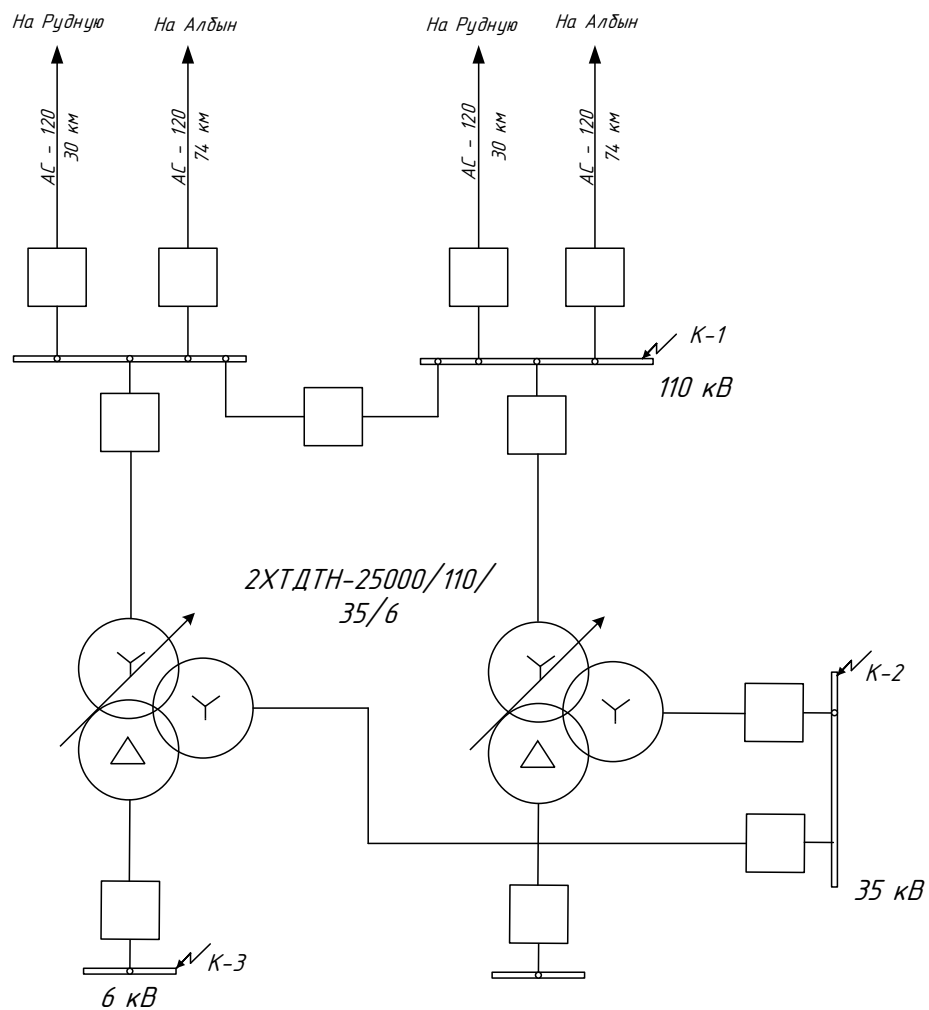 На Рудную
На Албын
На Рудную
На Албын
АС - 120
30 км
АС - 120
74 км
АС - 120
30 км
АС - 120
74 км
К-1
110 кВ
2ХТДТН-25000/110/
35/6
К-2
35 кВ
К-3
6 кВ